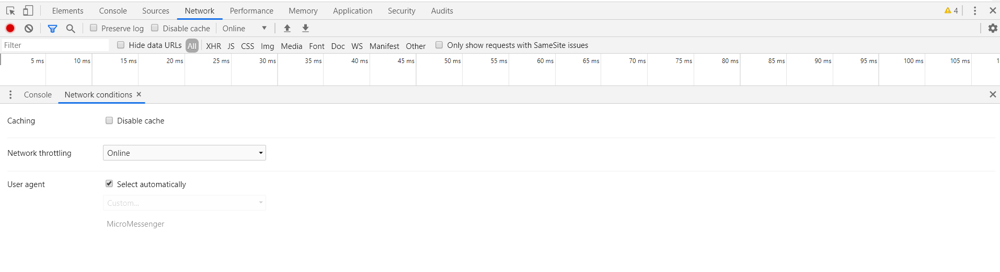 Elements Console Sources Network Performance Memory Application Security Audits 4
Preserve log Disable cache Online
Filter Hide data URLs All XHR JS CSS Img Media Font Doc WS Manifest Other Only show requests with SameSite issues
5 ms 10 ms 15 ms 20 ms 25 ms 30 ms 35 ms 40 ms 45 ms 50 ms 55 ms 60 ms 65 ms 70 ms 75 ms 80 ms 85 ms 90 ms 95 ms 100 ms 105 ms 1
Console Network conditions
Caching Disable cache
Network throttling Online
User agent Select automatically
Custom...
MicroMessenger